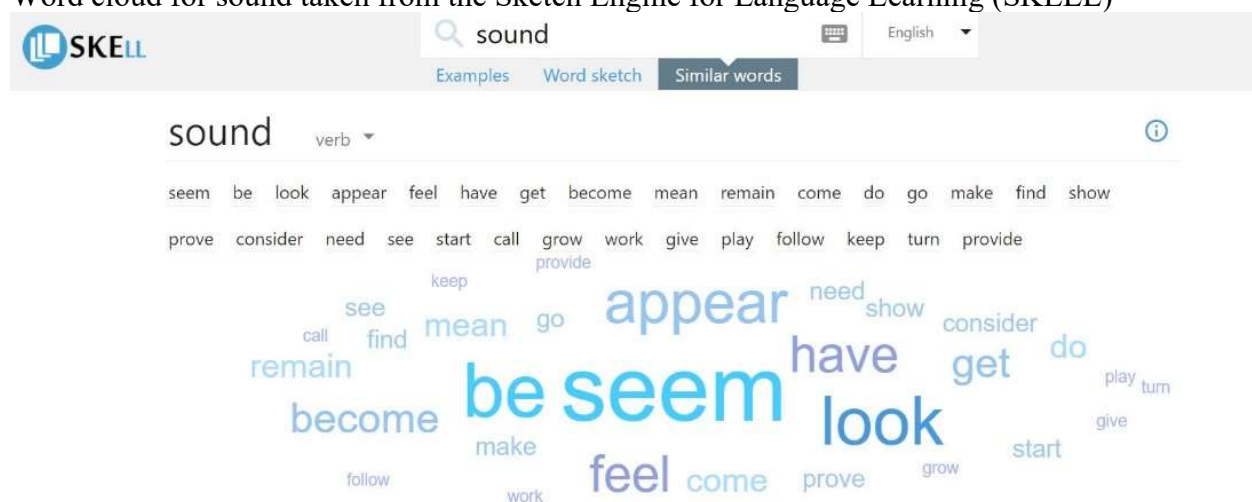 Word cloud for sound taken from the Sketch Engine for Language Learning (SKELL)
SKELL sound English
Examples Word sketch Similar words
sound verb
seem be look appear feel have get become mean remain come do go make find show
prove consider need see start call grow work give play follow keep turn provide
provide
keep
appear need
see show
mean go consider
call find have do
remain get
be seem play turn
become look give
make start
feel come prove grow
follow
work